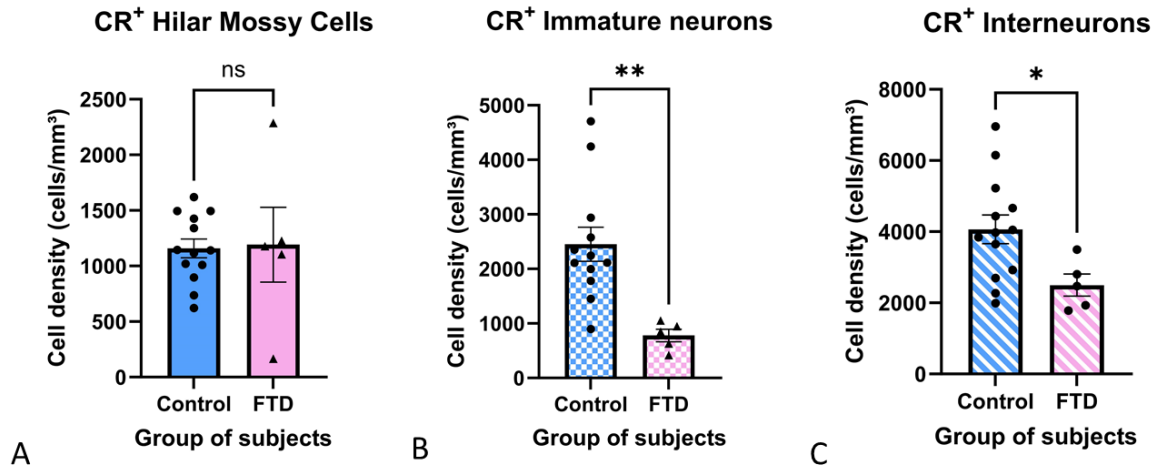 CR⁺ Hilar Mossy Cells
ns
Cell density (cells/mm³)
2500
2000
1500
1000
500
0
Control FTD
Group of subjects
A
CR⁺ Immature neurons
**
Cell density (cells/mm³)
5000
4000
3000
2000
1000
0
Control FTD
Group of subjects
B
CR⁺ Interneurons
*
Cell density (cells/mm³)
8000
6000
4000
2000
0
Control FTD
Group of subjects
C